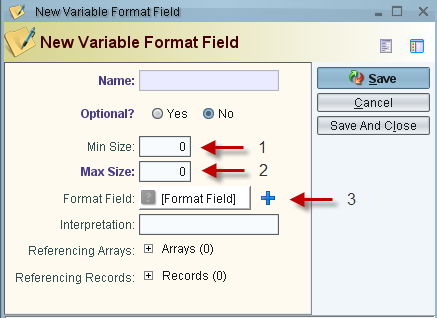 New Variable Format Field
New Variable Format Field
Name:
Optional? Yes No
Min Size: 0 1
Max Size: 0 2
Format Field: ? [Format Field] 3
Interpretation:
Referencing Arrays: Arrays (0)
Referencing Records: Records (0)
Save
Cancel
Save And Close